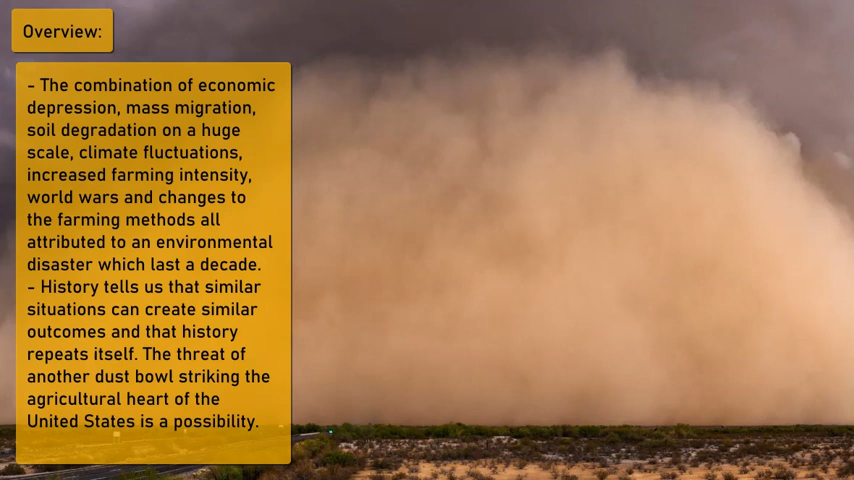 Overview:
- The combination of economic
depression, mass migration,
soil degradation on a huge
scale, climate fluctuations,
increased farming intensity,
world wars and changes to
the farming methods all
attributed to an environmental
disaster which last a decade.
- History tells us that similar
situations can create similar
outcomes and that history
repeats itself. The threat of
another dust bowl striking the
agricultural heart of the
United States is a possibility.